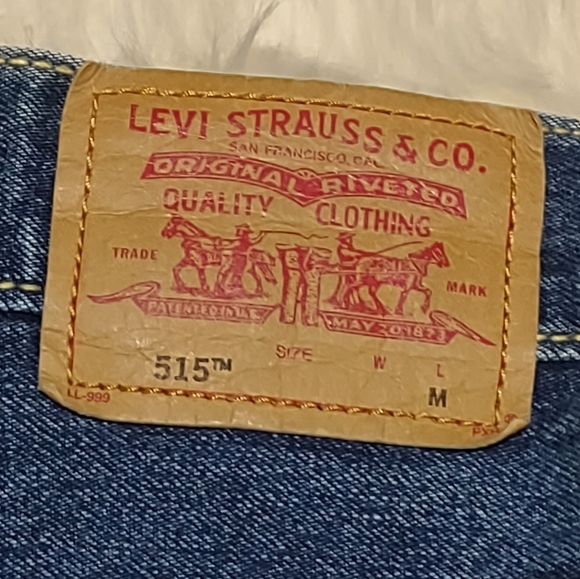 LEVI STRAUSS & CO.
SAN FRANCISCO, CAL.
ORIGINAL RIVETED
QUALITY CLOTHING
TRADE MARK
PATENTED IN U.S. MAY 20 1873
SIZE W L
515™ M
LL-999